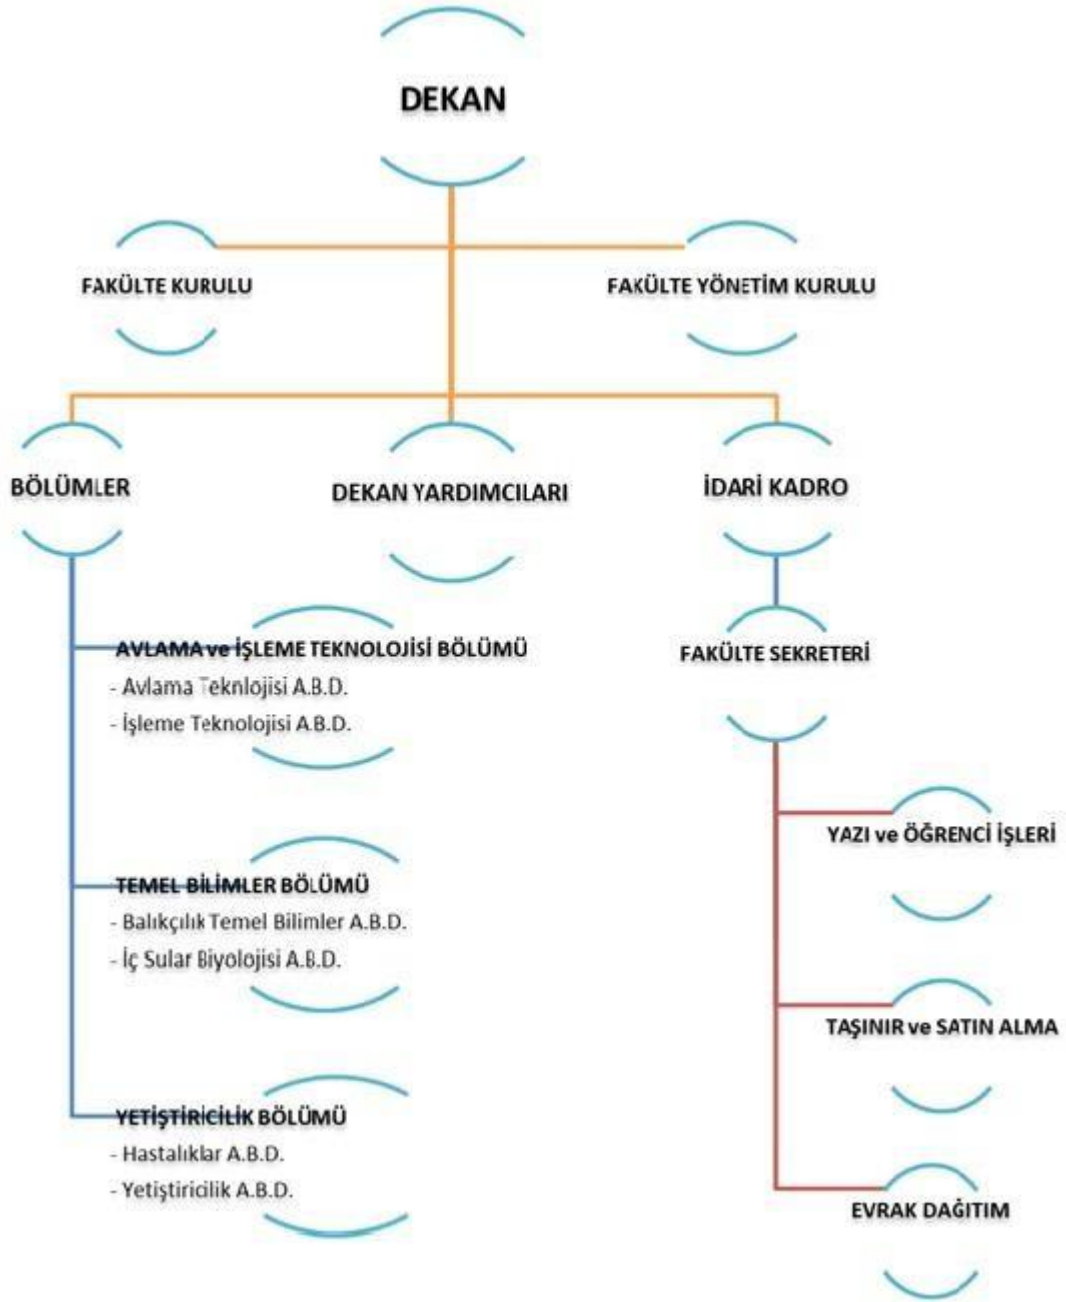 DEKAN
FAKÜLTE KURULU
FAKÜLTE YÖNETİM KURULU
BÖLÜMLER
DEKAN YARDIMCILARI
İDARİ KADRO
AVLAMA ve İŞLEME TEKNOLOJİSİ BÖLÜMÜ
- Avlama Teknlojisi A.B.D.
- İşleme Teknolojisi A.B.D.
FAKÜLTE SEKRETERİ
YAZI ve ÖĞRENCİ İŞLERİ
TEMEL BİLİMLER BÖLÜMÜ
- Balıkçılık Temel Bilimler A.B.D.
- İç Sular Biyolojisi A.B.D.
TAŞINIR ve SATIN ALMA
YETİŞTİRİCİLİK BÖLÜMÜ
- Hastalıklar A.B.D.
- Yetiştiricilik A.B.D.
EVRAK DAĞITIM